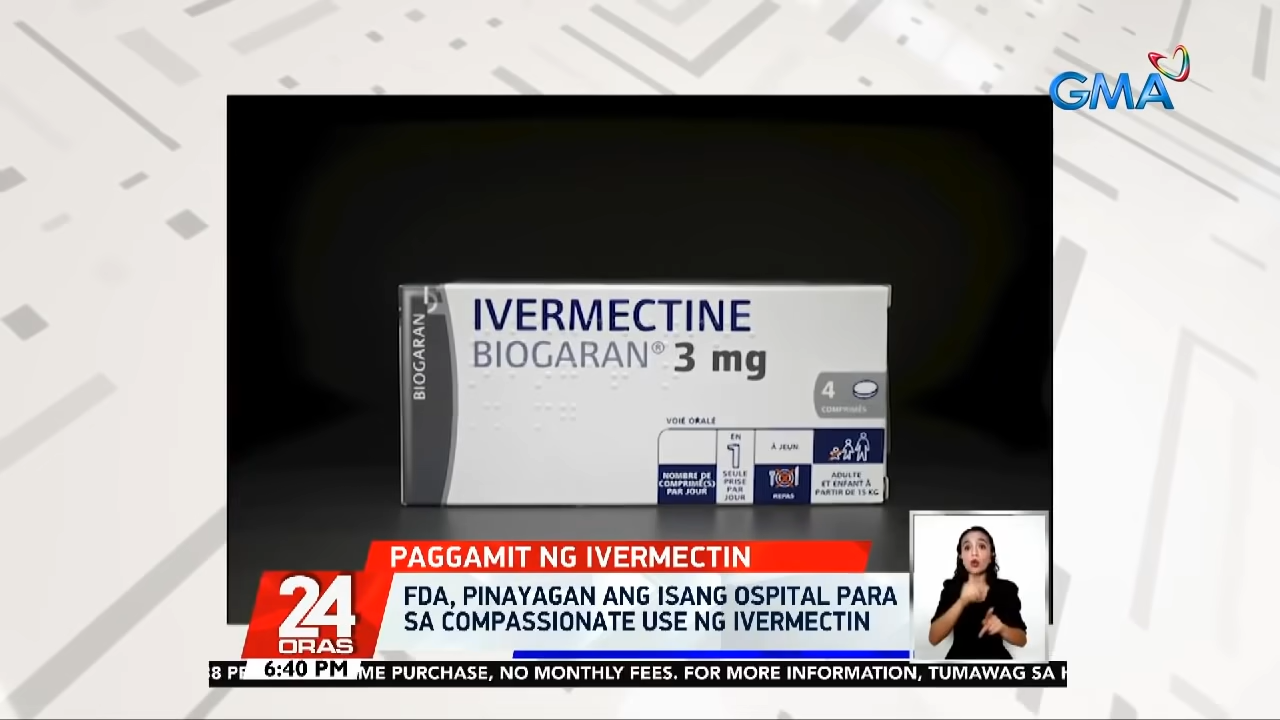 GMA
BIOGARAN
IVERMECTINE
BIOGARAN® 3 mg
4
COMPRIMÉS
VOIE ORALE
NOMBRE DE
COMPRIMÉ(S)
PAR JOUR
EN
1
SEULE
PRISE
PAR
JOUR
À JEUN
REPAS
ADULTE
ET ENFANT À
PARTIR DE 15 KG
PAGGAMIT NG IVERMECTIN
24
ORAS
FDA, PINAYAGAN ANG ISANG OSPITAL PARA
SA COMPASSIONATE USE NG IVERMECTIN
6:40 PM
ME PURCHASE, NO MONTHLY FEES. FOR MORE INFORMATION, TUMAWAG SA